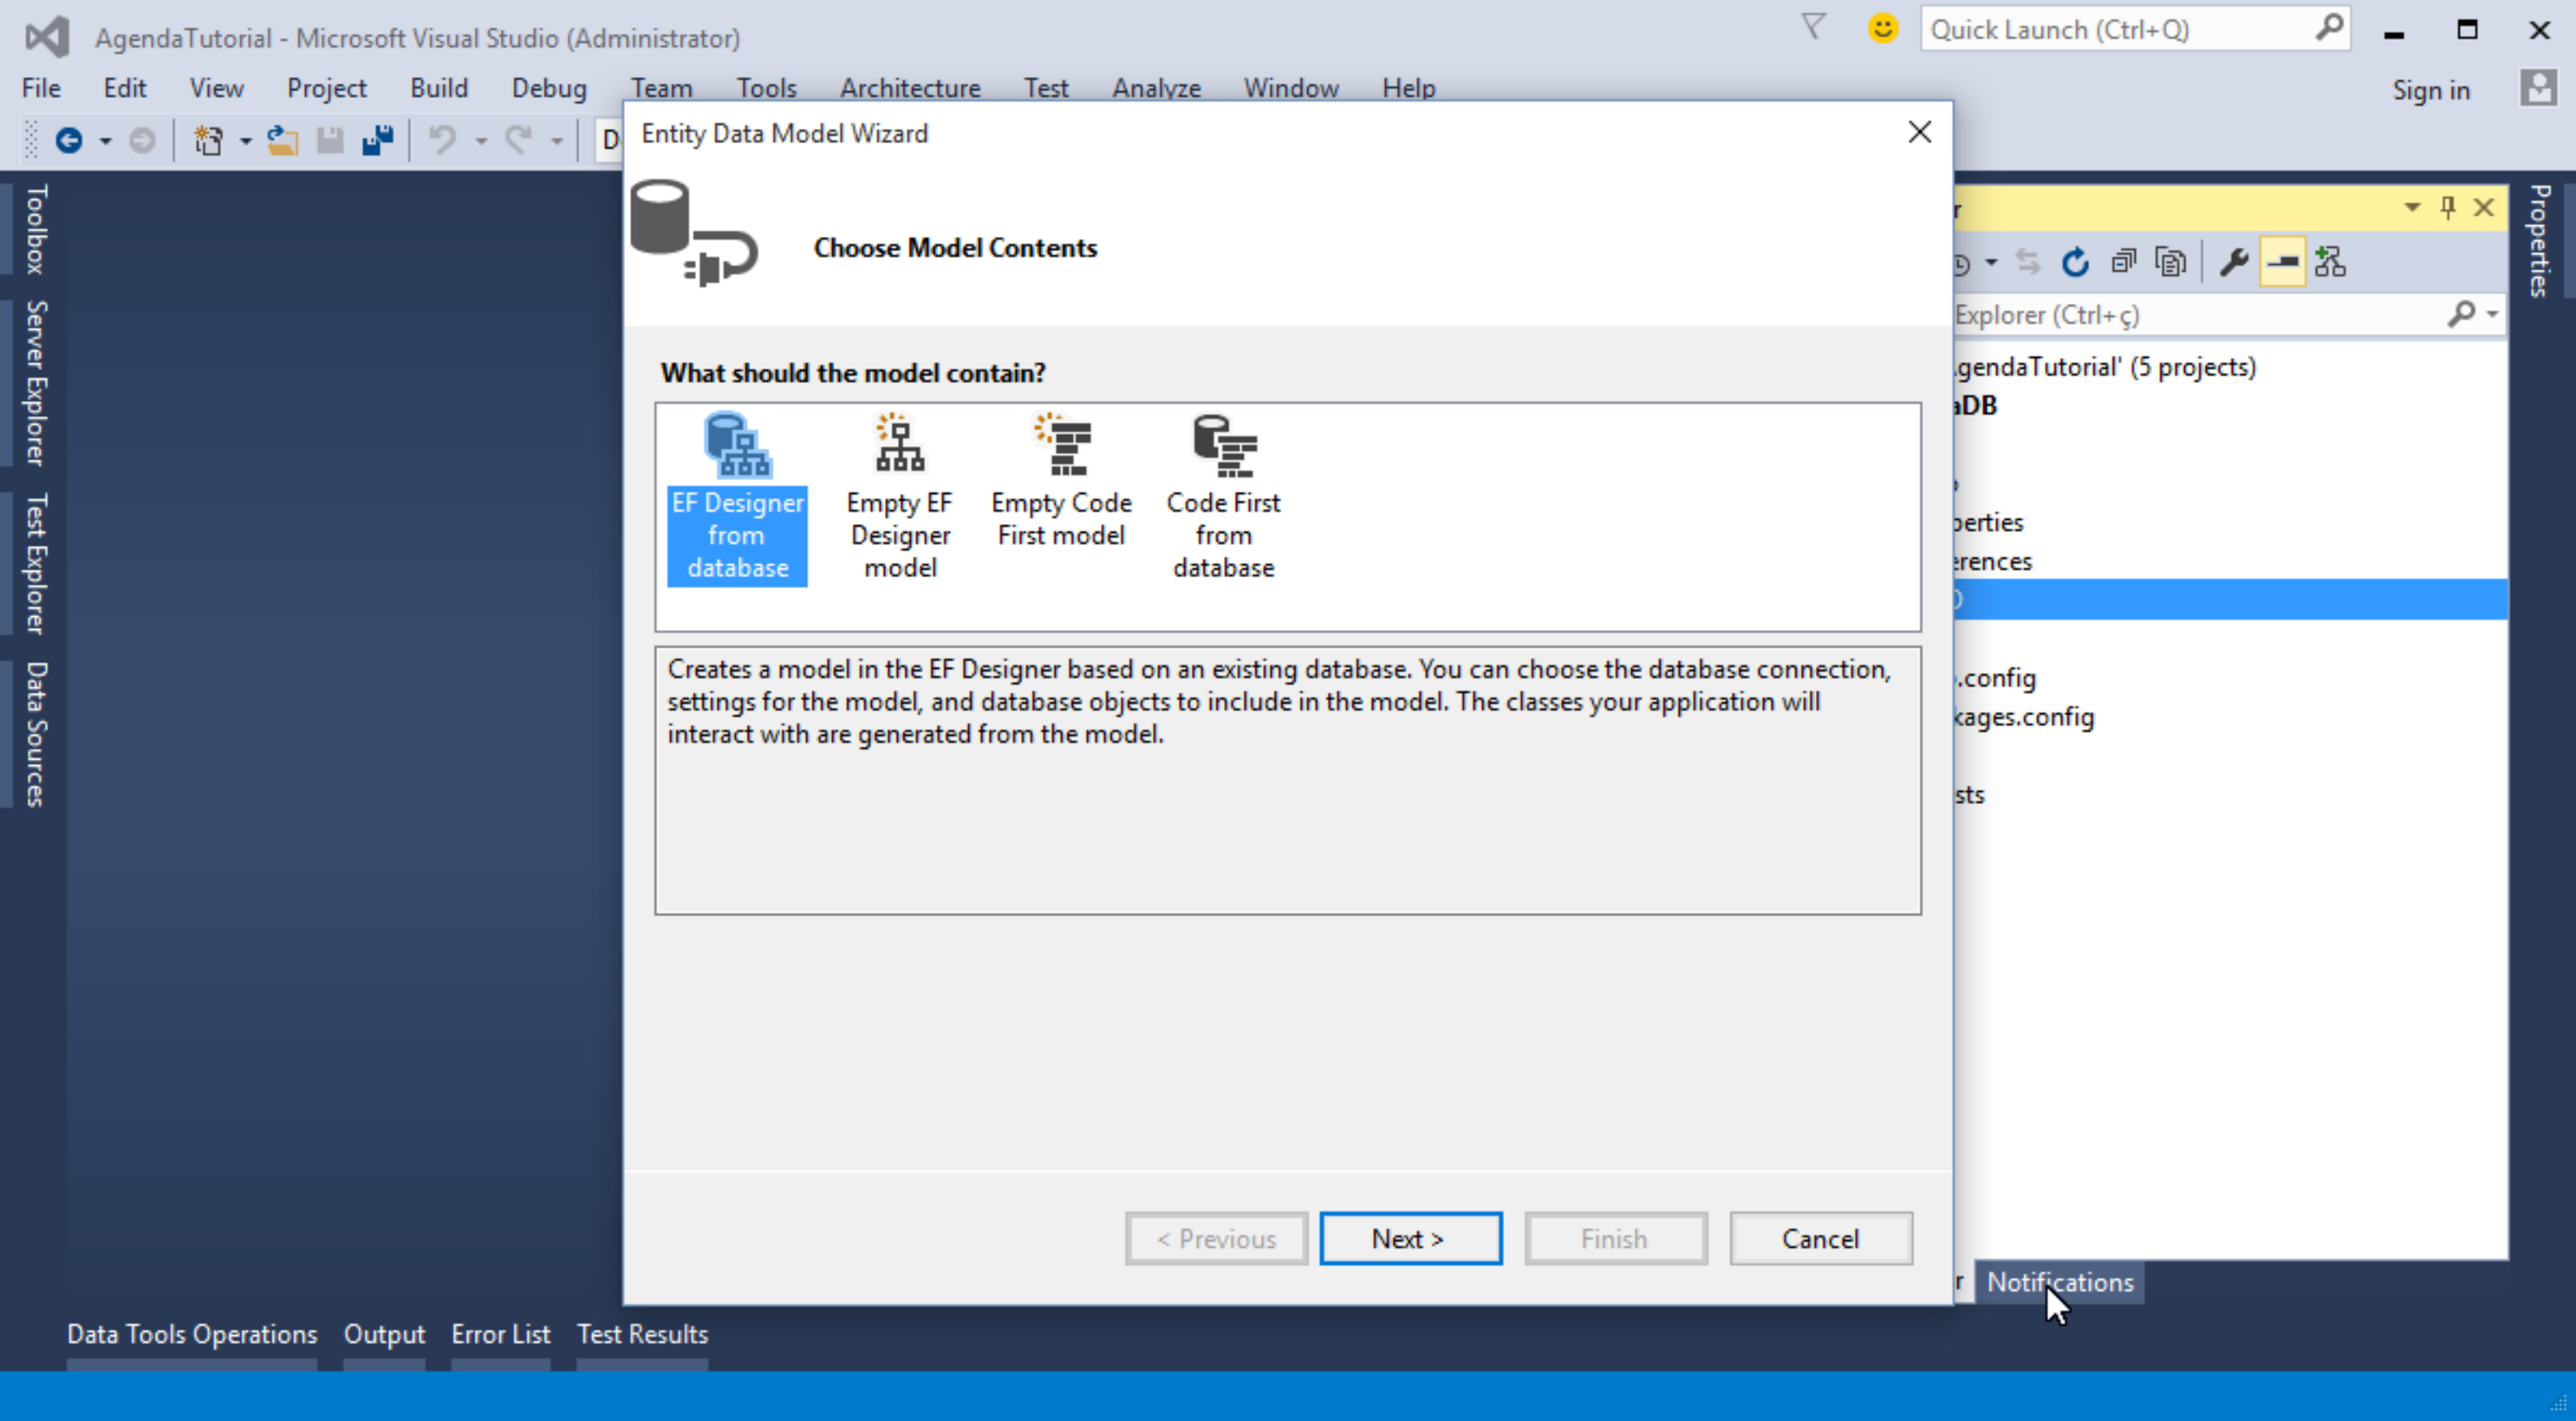 AgendaTutorial - Microsoft Visual Studio (Administrator)
Quick Launch (Ctrl+Q)
File Edit View Project Build Debug Team Tools Architecture Test Analyze Window Help
Sign in
Entity Data Model Wizard
Choose Model Contents
What should the model contain?
EF Designer from database
Empty EF Designer model
Empty Code First model
Code First from database
Creates a model in the EF Designer based on an existing database. You can choose the database connection,
settings for the model, and database objects to include in the model. The classes your application will
interact with are generated from the model.
< Previous
Next >
Finish
Cancel
Toolbox
Server Explorer
Test Explorer
Data Sources
Properties
Explorer (Ctrl+ç)
gendaTutorial' (5 projects)
aDB
perties
erences
.config
kages.config
sts
r
Notifications
Data Tools Operations Output Error List Test Results